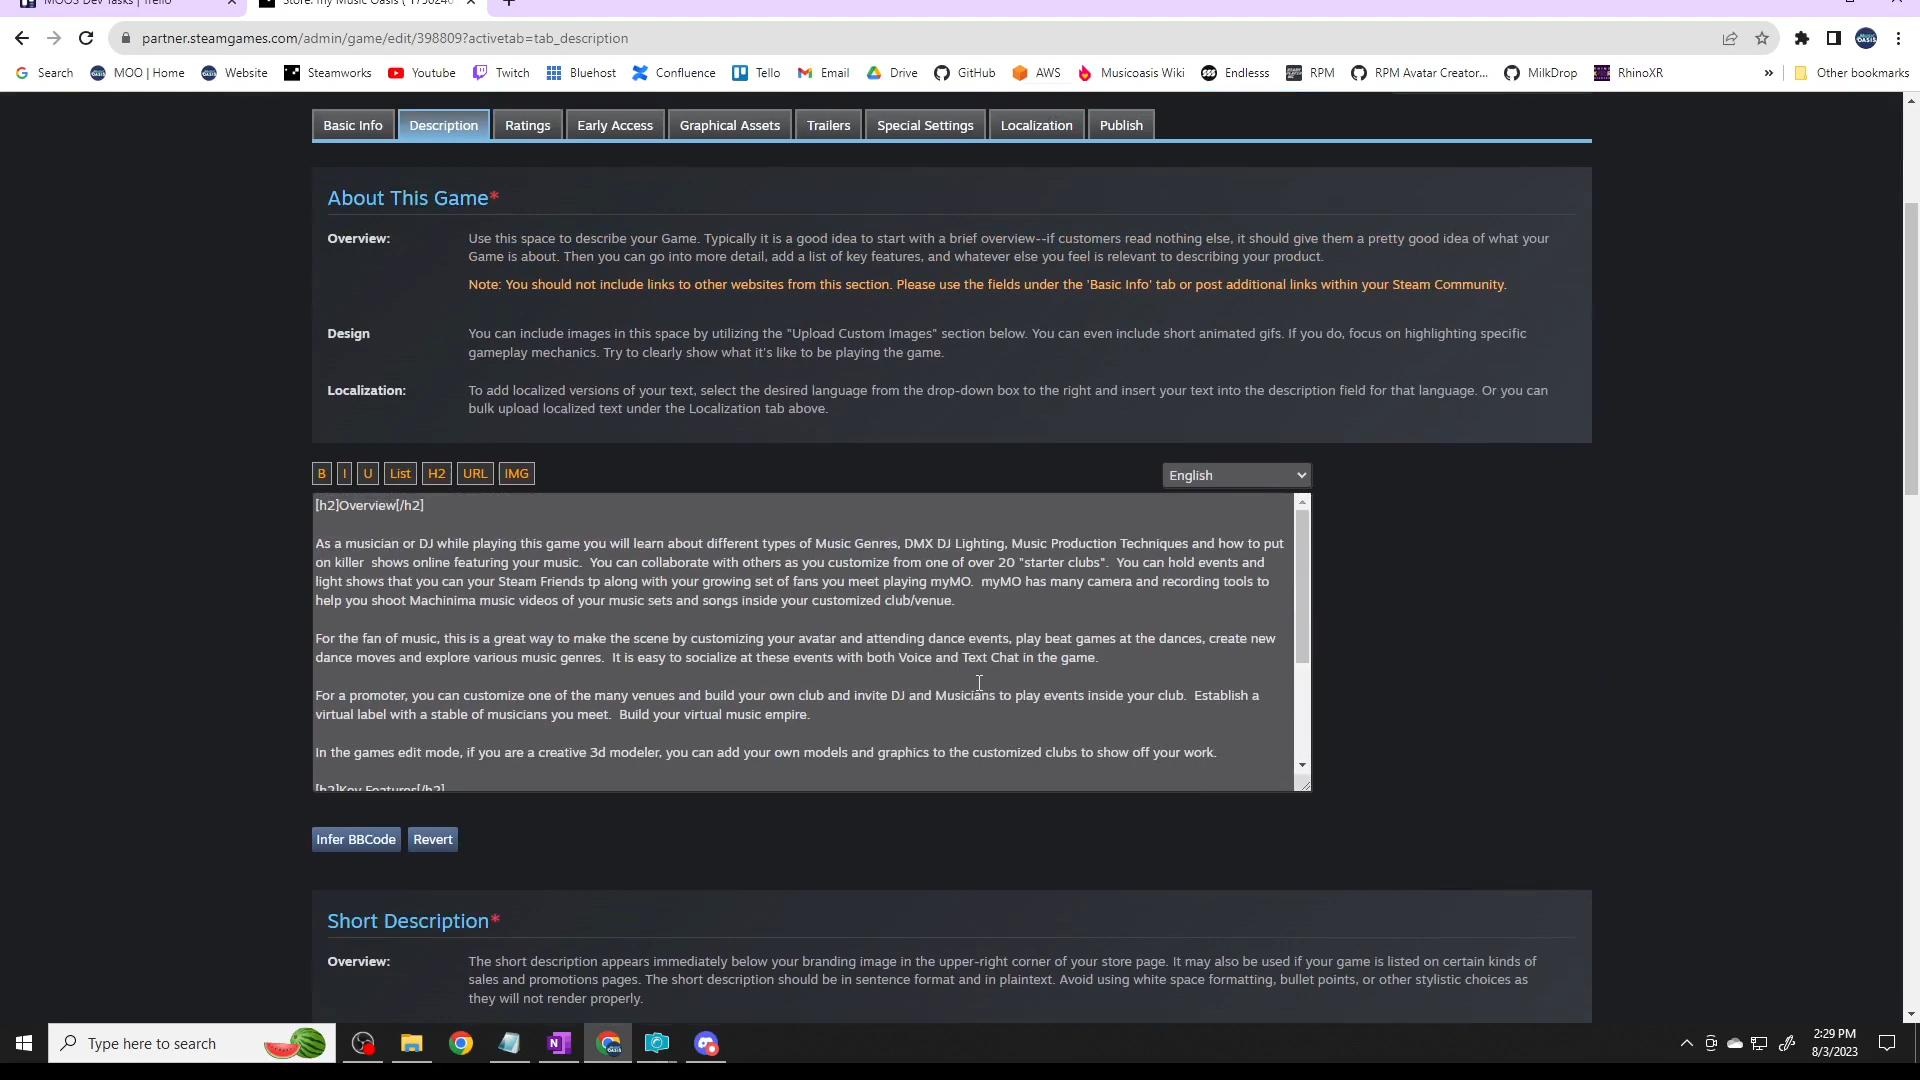 MOOS Dev Tasks | Trello
Store: my Music Oasis ( 1750240
partner.steamgames.com/admin/game/edit/398809?activetab=tab_description
Search MOO | Home Website Steamworks Youtube Twitch Bluehost Confluence Tello Email Drive GitHub AWS Musicoasis Wiki Endlesss RPM RPM Avatar Creator... MilkDrop RhinoXR » Other bookmarks
Basic Info Description Ratings Early Access Graphical Assets Trailers Special Settings Localization Publish
About This Game*
Overview: Use this space to describe your Game. Typically it is a good idea to start with a brief overview--if customers read nothing else, it should give them a pretty good idea of what your
Game is about. Then you can go into more detail, add a list of key features, and whatever else you feel is relevant to describing your product.
Note: You should not include links to other websites from this section. Please use the fields under the 'Basic Info' tab or post additional links within your Steam Community.
Design You can include images in this space by utilizing the "Upload Custom Images" section below. You can even include short animated gifs. If you do, focus on highlighting specific
gameplay mechanics. Try to clearly show what it's like to be playing the game.
Localization: To add localized versions of your text, select the desired language from the drop-down box to the right and insert your text into the description field for that language. Or you can
bulk upload localized text under the Localization tab above.
B I U List H2 URL IMG English
[h2]Overview[/h2]
As a musician or DJ while playing this game you will learn about different types of Music Genres, DMX DJ Lighting, Music Production Techniques and how to put
on killer  shows online featuring your music.  You can collaborate with others as you customize from one of over 20 "starter clubs".  You can hold events and
light shows that you can your Steam Friends tp along with your growing set of fans you meet playing myMO.  myMO has many camera and recording tools to
help you shoot Machinima music videos of your music sets and songs inside your customized club/venue.
For the fan of music, this is a great way to make the scene by customizing your avatar and attending dance events, play beat games at the dances, create new
dance moves and explore various music genres.  It is easy to socialize at these events with both Voice and Text Chat in the game.
For a promoter, you can customize one of the many venues and build your own club and invite DJ and Musicians to play events inside your club.  Establish a
virtual label with a stable of musicians you meet.  Build your virtual music empire.
In the games edit mode, if you are a creative 3d modeler, you can add your own models and graphics to the customized clubs to show off your work.
[h2]Key Features[/h2]
Infer BBCode Revert
Short Description*
Overview: The short description appears immediately below your branding image in the upper-right corner of your store page. It may also be used if your game is listed on certain kinds of
sales and promotions pages. The short description should be in sentence format and in plaintext. Avoid using white space formatting, bullet points, or other stylistic choices as
they will not render properly.
Type here to search
2:29 PM
8/3/2023